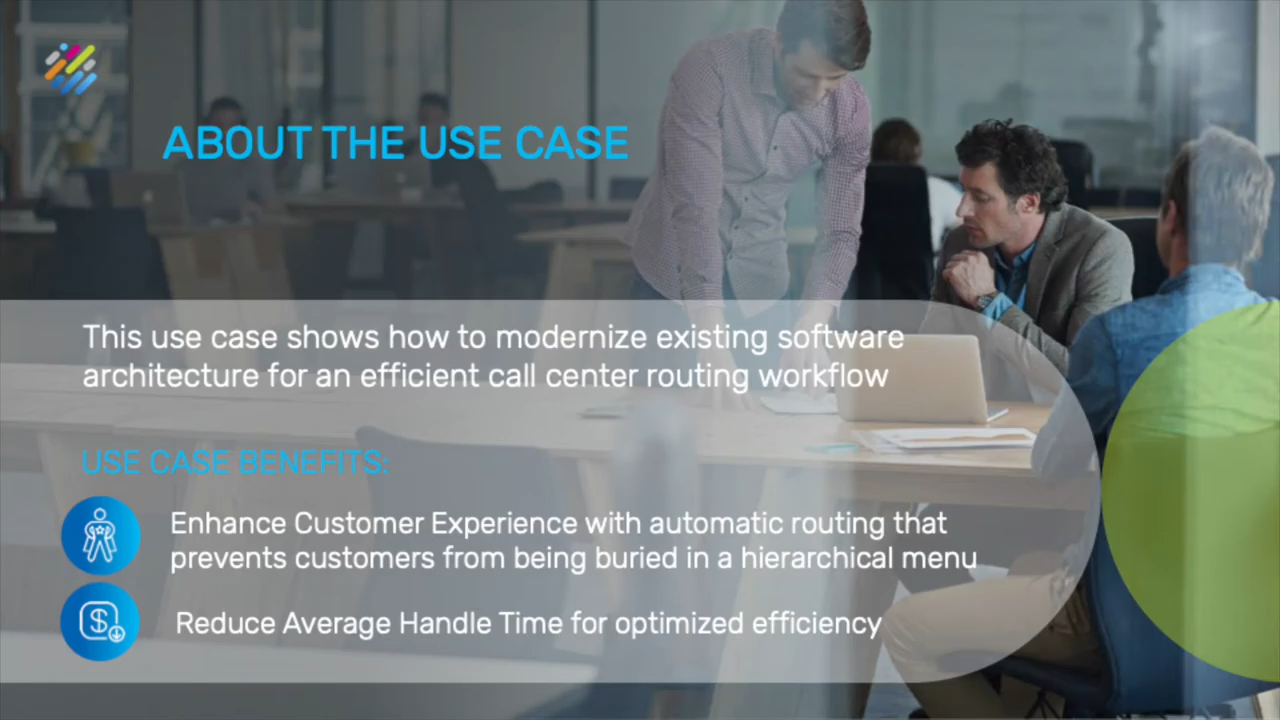 ABOUT THE USE CASE
This use case shows how to modernize existing software
architecture for an efficient call center routing workflow
USE CASE BENEFITS:
Enhance Customer Experience with automatic routing that
prevents customers from being buried in a hierarchical menu
Reduce Average Handle Time for optimized efficiency